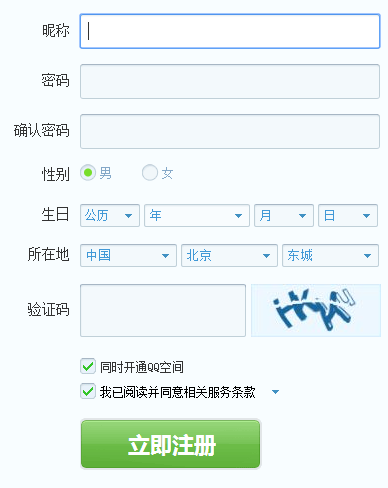 昵称
密码
确认密码
性别 男 女
生日 公历 年 月 日
所在地 中国 北京 东城
验证码
同时开通QQ空间
我已阅读并同意相关服务条款
立即注册